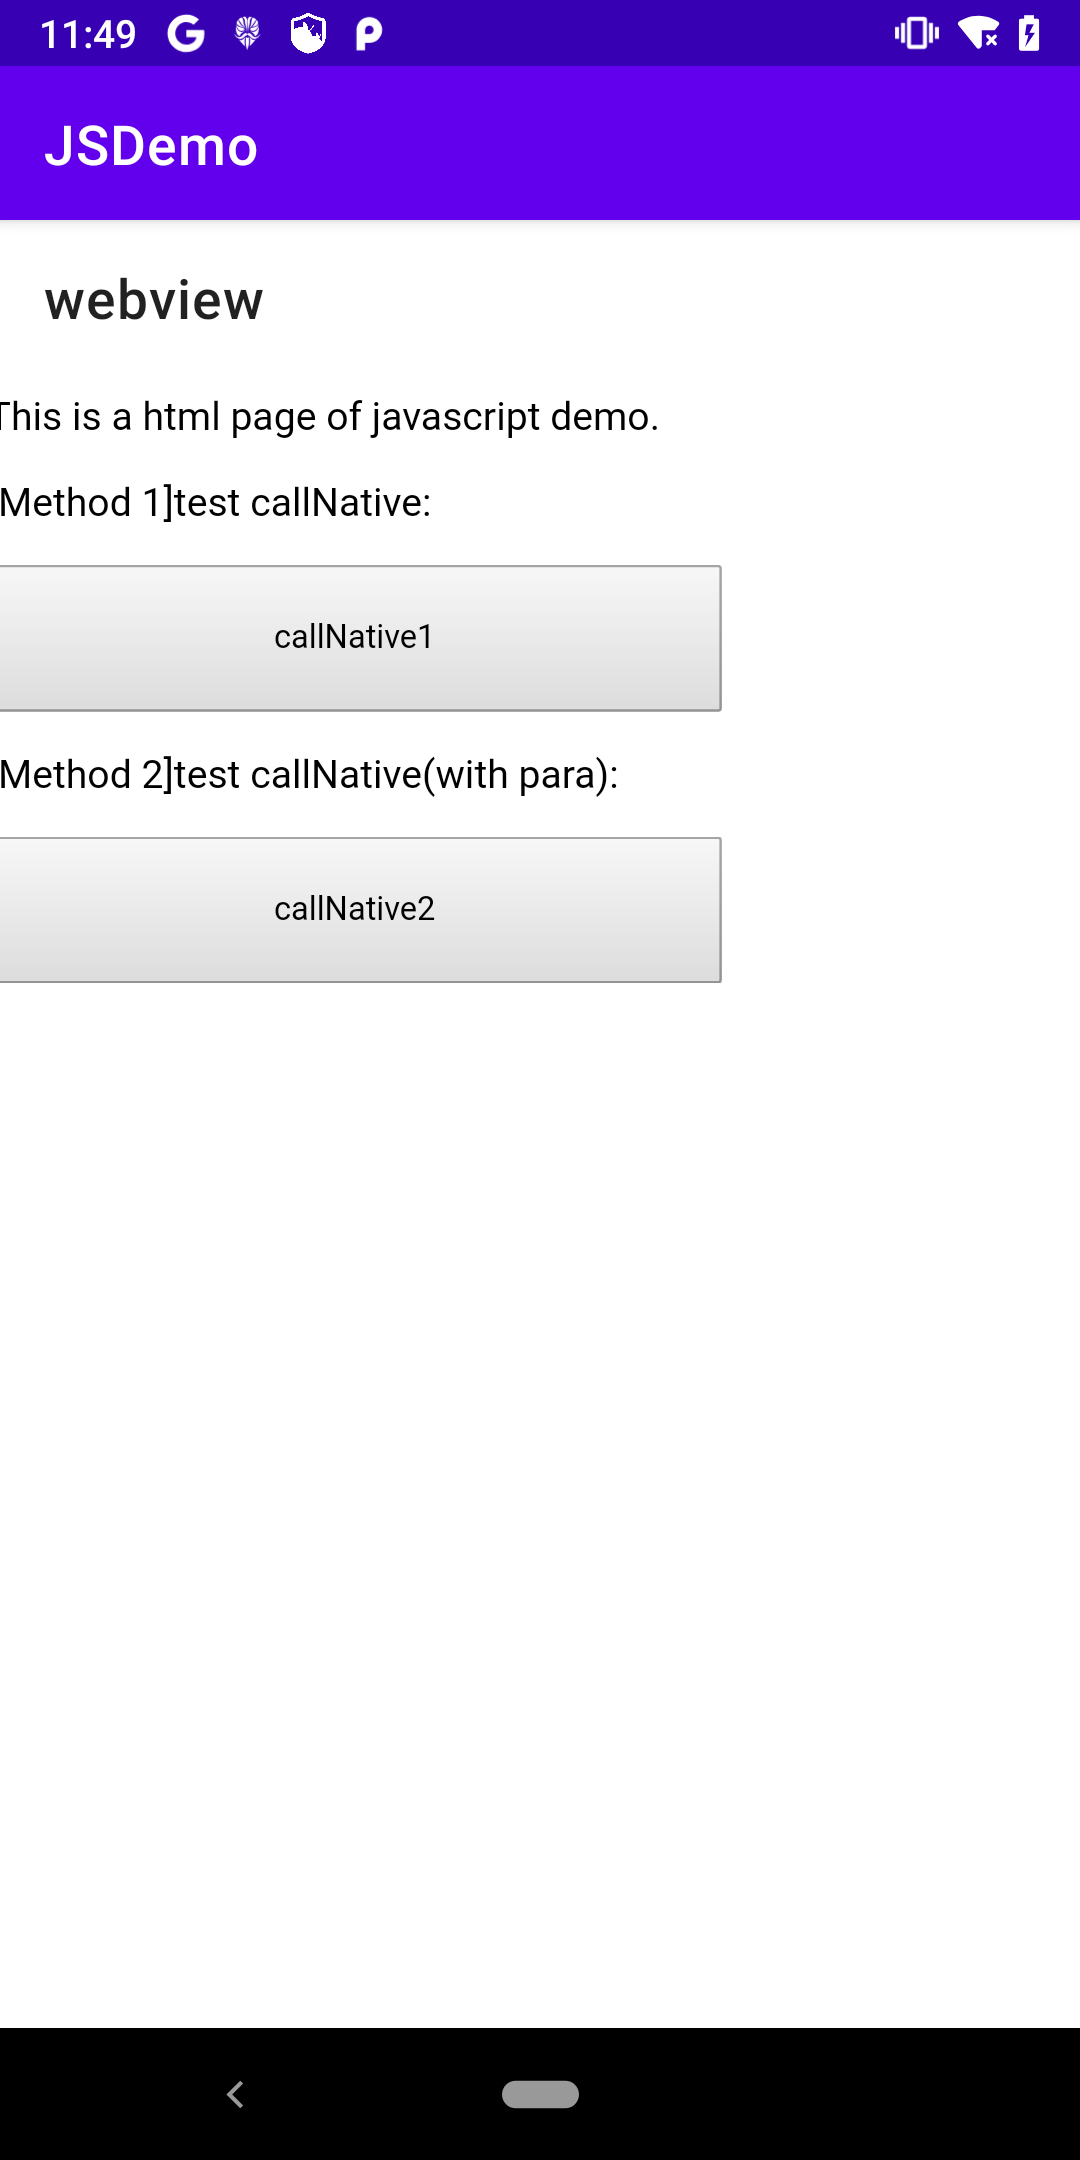 11:49
JSDemo
webview
This is a html page of javascript demo.
Method 1]test callNative:
callNative1
Method 2]test callNative(with para):
callNative2